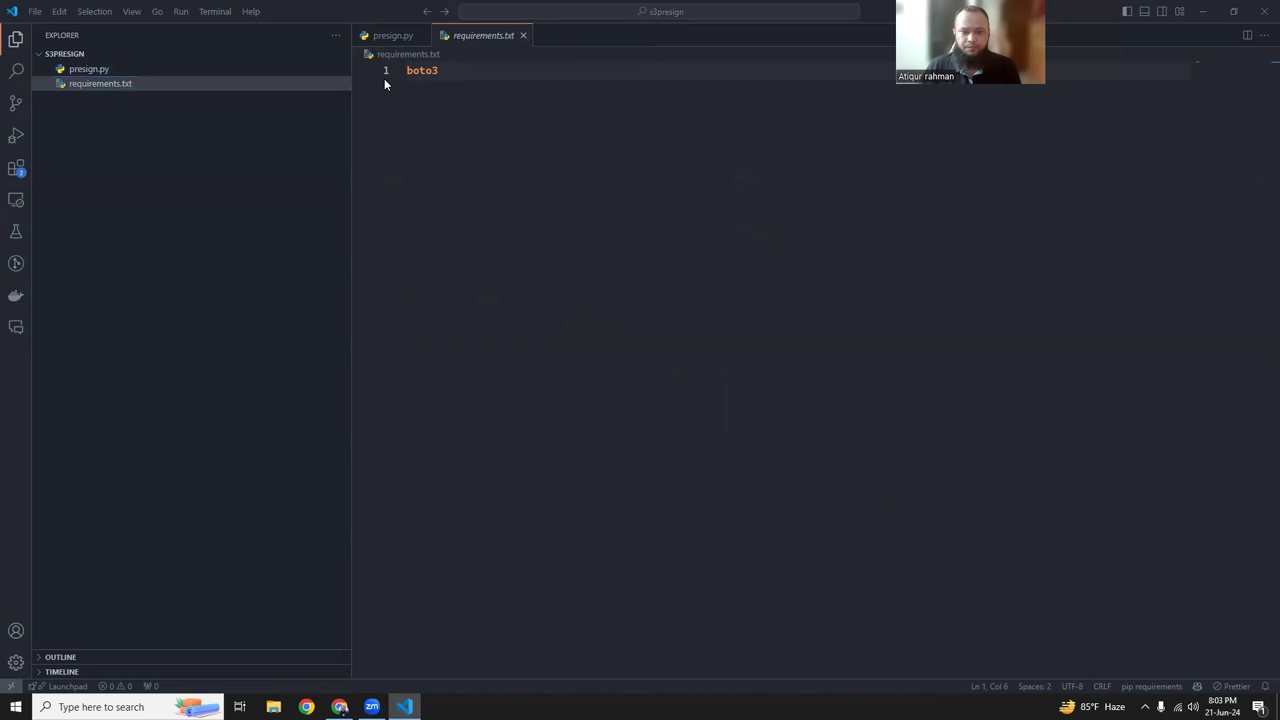 File Edit Selection View Go Run Terminal Help
s3presign
EXPLORER
S3PRESIGN
presign.py
requirements.txt
presign.py
requirements.txt
requirements.txt
1 boto3
Atiqur rahman
2
OUTLINE
TIMELINE
Launchpad 0 0 0
Ln 1, Col 6 Spaces: 2 UTF-8 CRLF pip requirements Prettier
Type here to search
zm
85°F Haze
8:03 PM
21-Jun-24